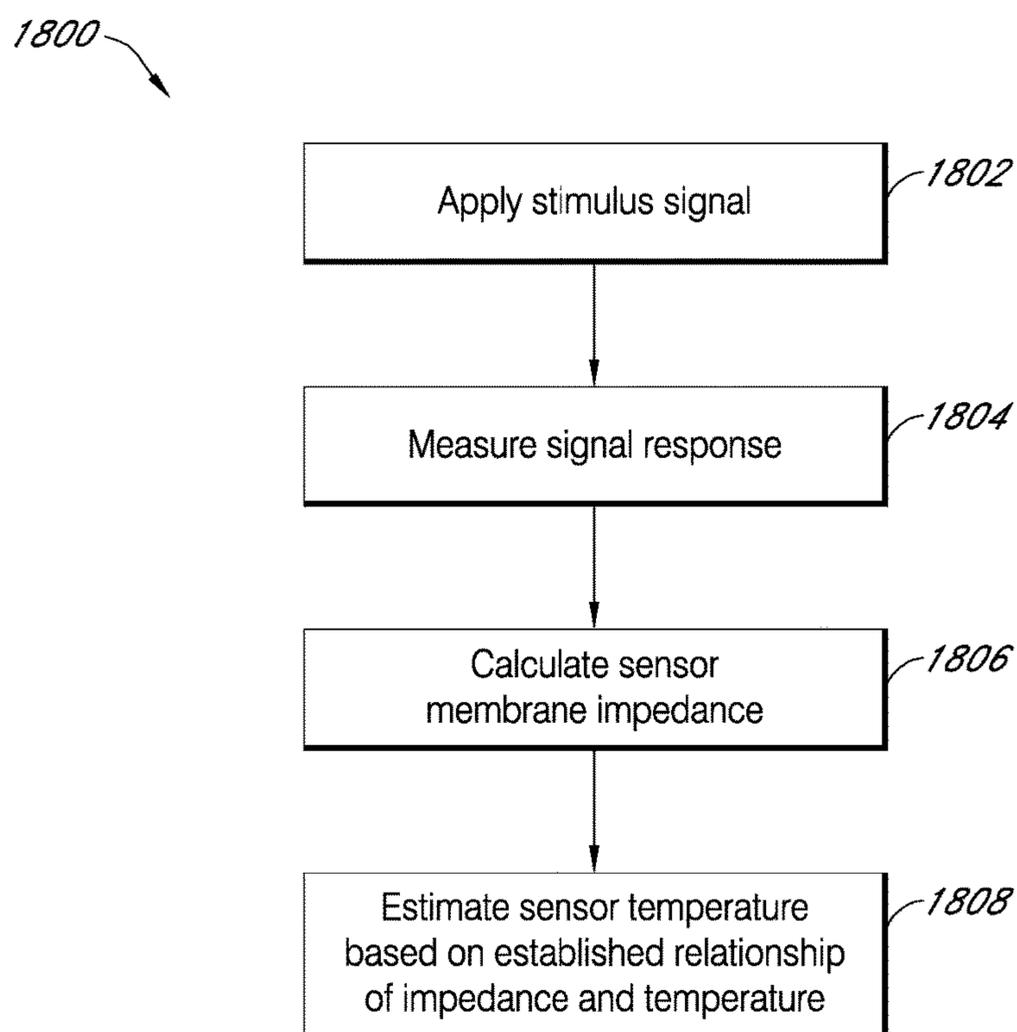 1800
Apply stimulus signal
1802
Measure signal response
1804
Calculate sensor
membrane impedance
1806
Estimate sensor temperature
based on established relationship
of impedance and temperature
1808